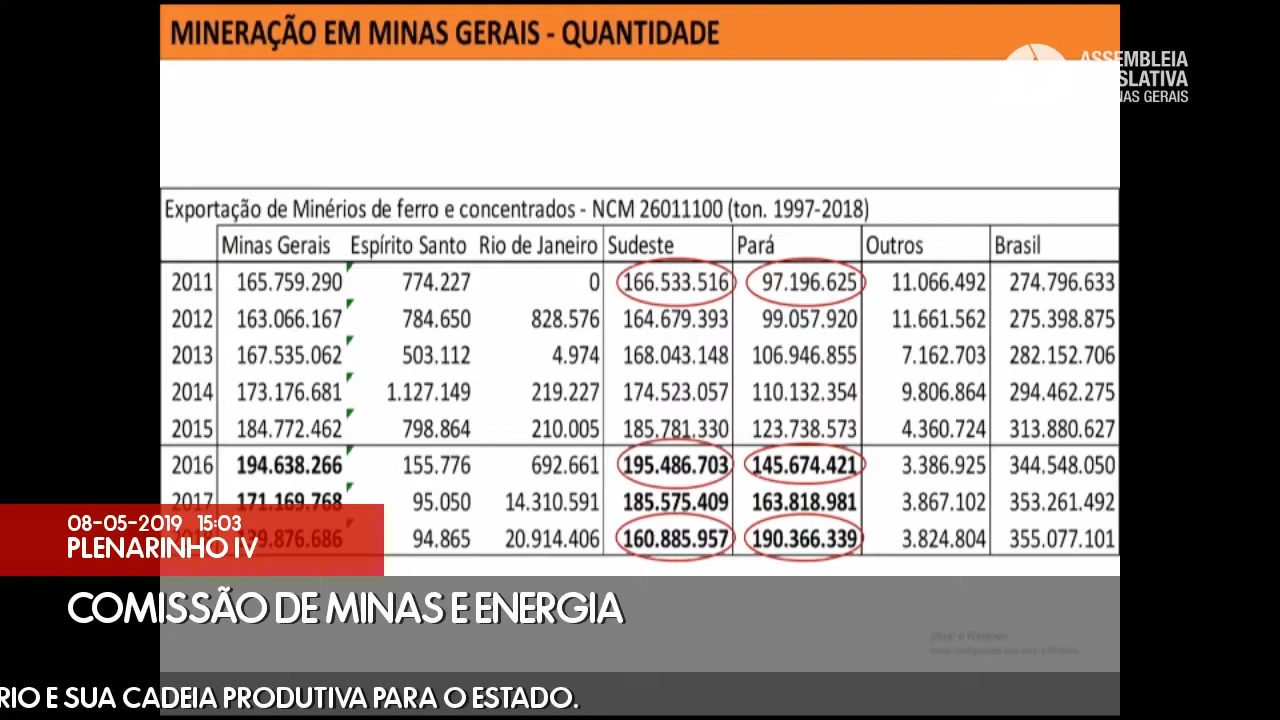 MINERAÇÃO EM MINAS GERAIS - QUANTIDADE
ASSEMBLEIA
ISLATIVA
NAS GERAIS
Exportação de Minérios de ferro e concentrados - NCM 26011100 (ton. 1997-2018)
Minas Gerais Espírito Santo Rio de Janeiro Sudeste Pará Outros Brasil
2011 165.759.290 774.227 0 166.533.516 97.196.625 11.066.492 274.796.633
2012 163.066.167 784.650 828.576 164.679.393 99.057.920 11.661.562 275.398.875
2013 167.535.062 503.112 4.974 168.043.148 106.946.855 7.162.703 282.152.706
2014 173.176.681 1.127.149 219.227 174.523.057 110.132.354 9.806.864 294.462.275
2015 184.772.462 798.864 210.005 185.781.330 123.738.573 4.360.724 313.880.627
2016 194.638.266 155.776 692.661 195.486.703 145.674.421 3.386.925 344.548.050
2017 171.169.768 95.050 14.310.591 185.575.409 163.818.981 3.867.102 353.261.492
94.865 20.914.406 160.885.957 190.366.339 3.824.804 355.077.101
08-05-2019 15:03
PLENARINHO IV
COMISSÃO DE MINAS E ENERGIA
RIO E SUA CADEIA PRODUTIVA PARA O ESTADO.